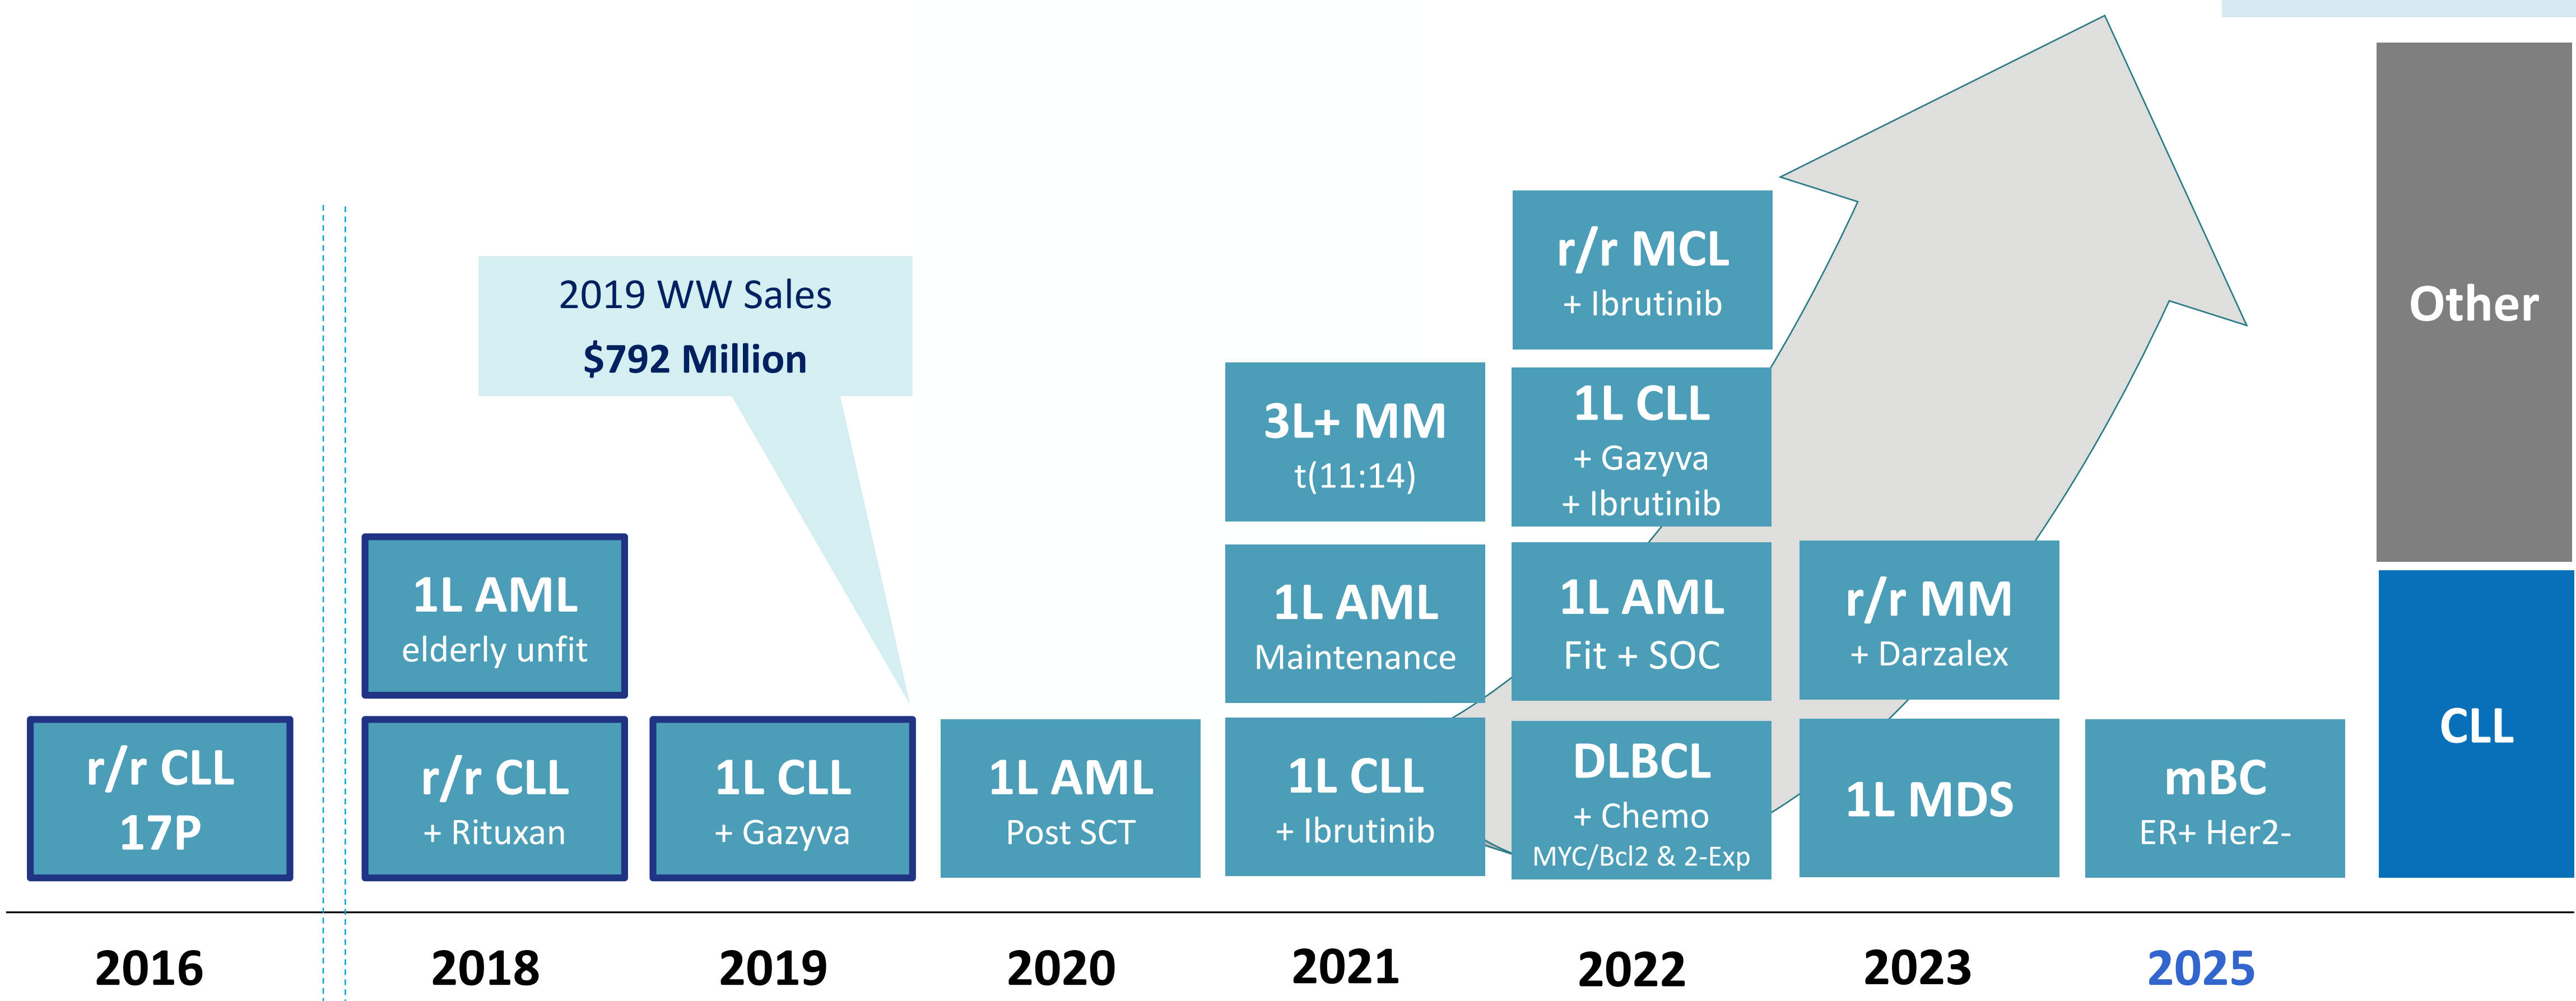 2019 WW Sales
$792 Million
r/r CLL
17P
1L AML
elderly unfit
r/r CLL
+ Rituxan
1L CLL
+ Gazyva
1L AML
Post SCT
3L+ MM
t(11:14)
1L AML
Maintenance
1L CLL
+ Ibrutinib
r/r MCL
+ Ibrutinib
1L CLL
+ Gazyva
+ Ibrutinib
1L AML
Fit + SOC
DLBCL
+ Chemo
MYC/Bcl2 & 2-Exp
r/r MM
+ Darzalex
1L MDS
mBC
ER+ Her2-
Other
CLL
2016
2018
2019
2020
2021
2022
2023
2025